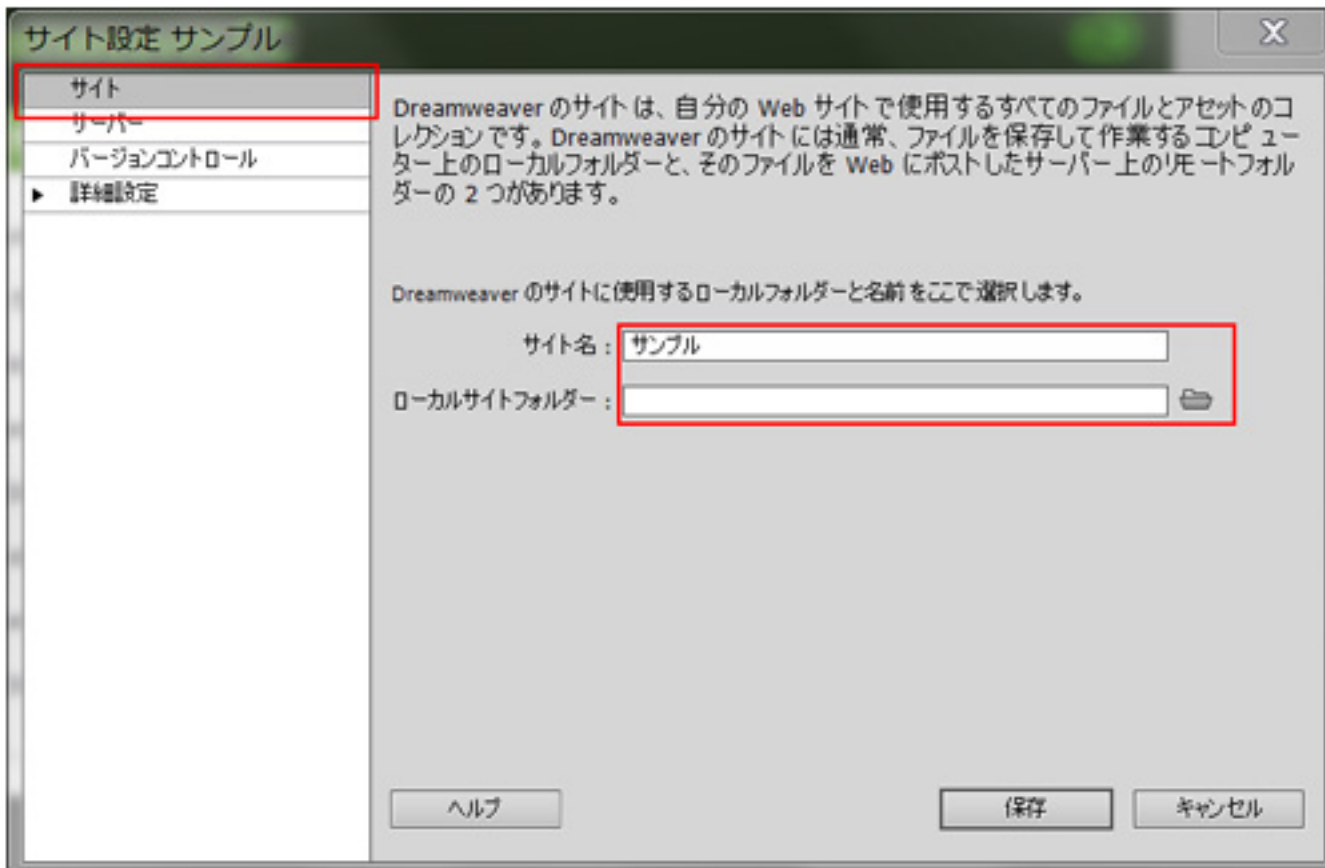 サイト設定 サンプル
サイト
サーバー
バージョンコントロール
詳細設定
Dreamweaver のサイトは、自分の Web サイトで使用するすべてのファイルとアセットのコ
レクションです。Dreamweaver のサイトには通常、ファイルを保存して作業するコンピュー
ター上のローカルフォルダーと、そのファイルを Web にポストしたサーバー上のリモートフォル
ダーの 2 つがあります。
Dreamweaver のサイトに使用するローカルフォルダーと名前をここで選択します。
サイト名 : サンプル
ローカルサイトフォルダー :
ヘルプ 保存 キャンセル